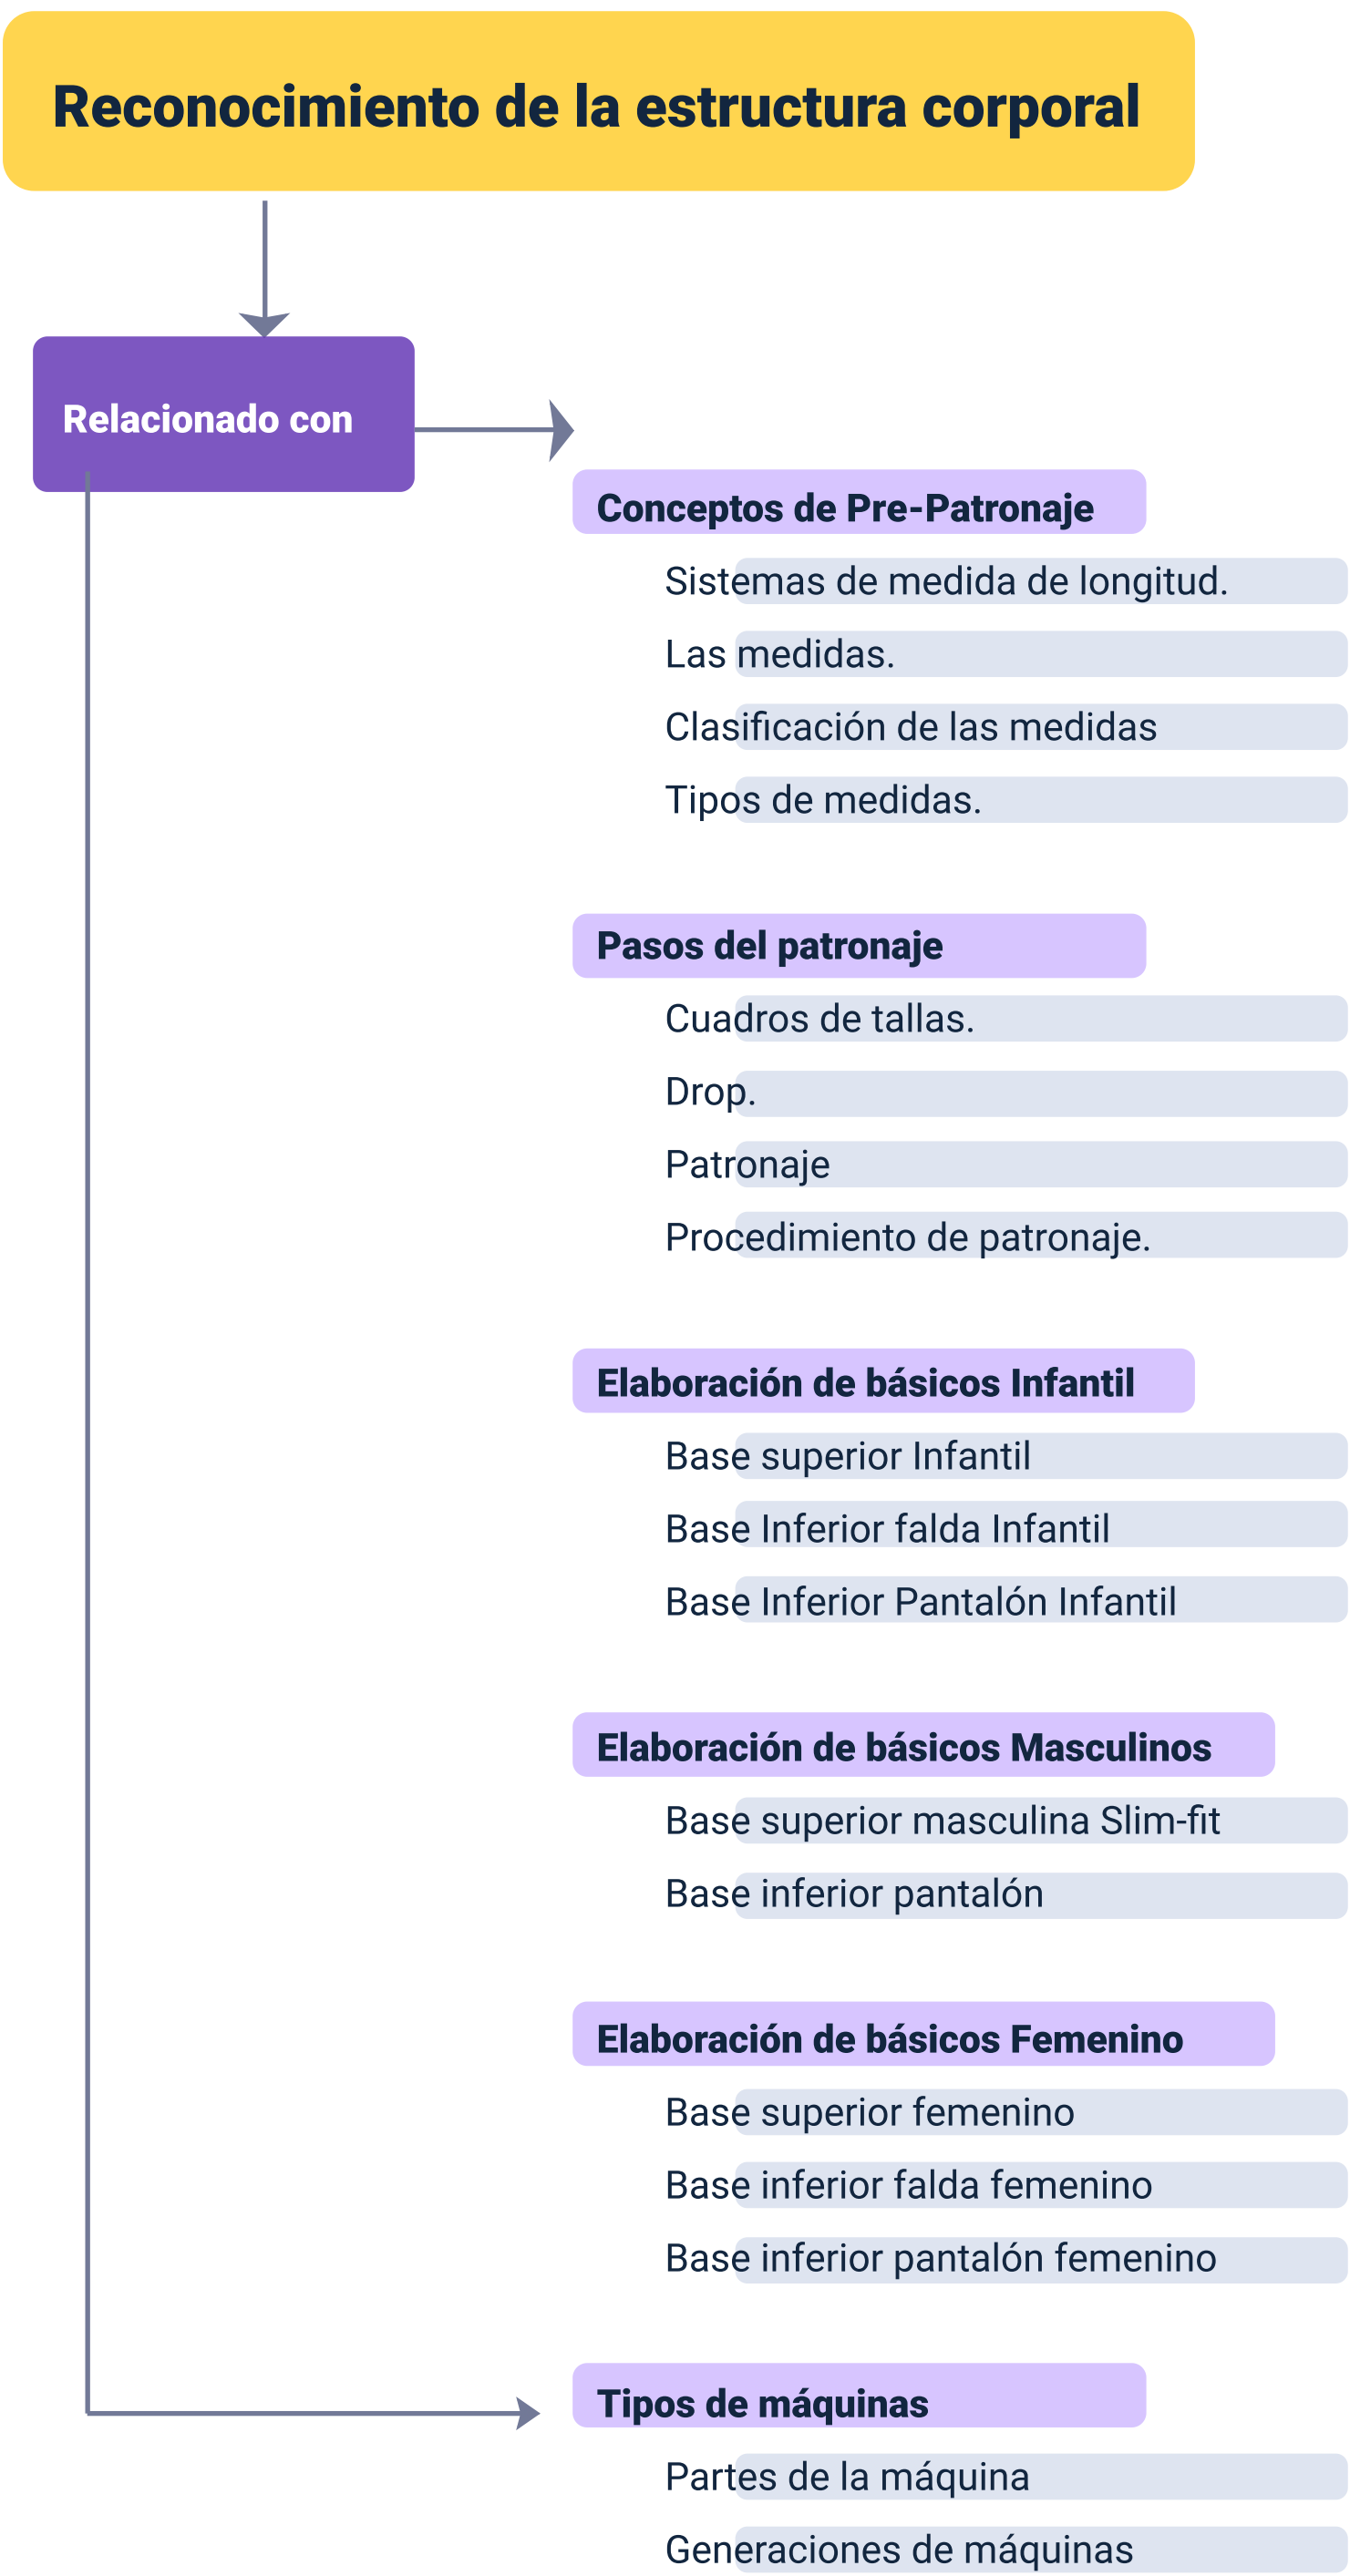 Reconocimiento de la estructura corporal
Relacionado con
Conceptos de Pre-Patronaje
Sistemas de medida de longitud.
Las medidas.
Clasificación de las medidas
Tipos de medidas.
Pasos del patronaje
Cuadros de tallas.
Drop.
Patronaje
Procedimiento de patronaje.
Elaboración de básicos Infantil
Base superior Infantil
Base Inferior falda Infantil
Base Inferior Pantalón Infantil
Elaboración de básicos Masculinos
Base superior masculina Slim-fit
Base inferior pantalón
Elaboración de básicos Femenino
Base superior femenino
Base inferior falda femenino
Base inferior pantalón femenino
Tipos de máquinas
Partes de la máquina
Generaciones de máquinas